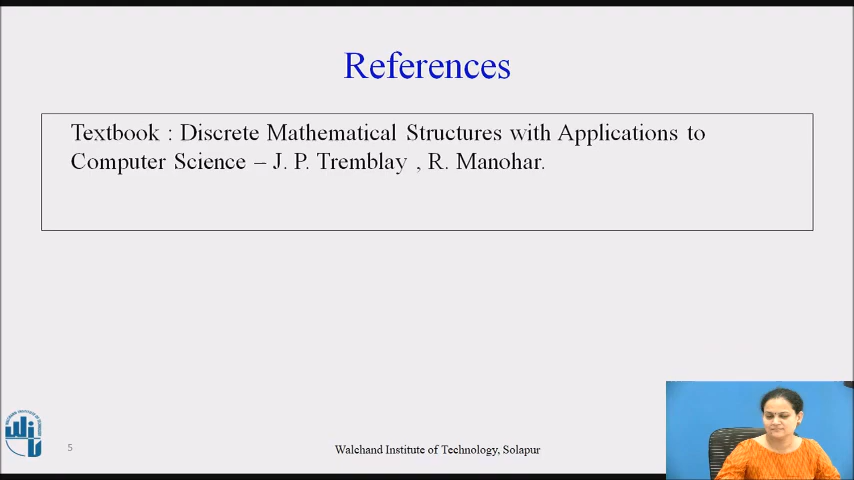 References
Textbook : Discrete Mathematical Structures with Applications to
Computer Science – J. P. Tremblay , R. Manohar.
5
Walchand Institute of Technology, Solapur